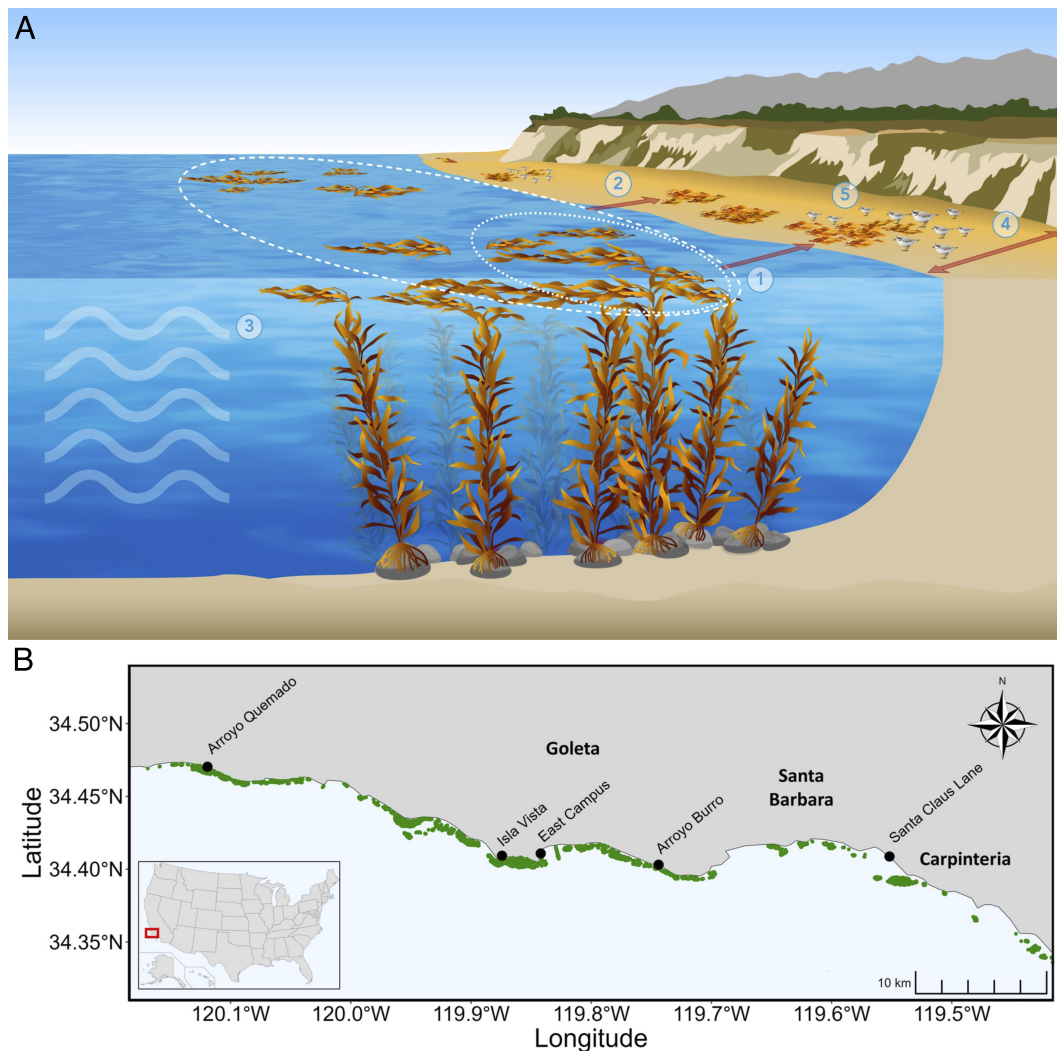 A
2
5
4
1
3
B
N
Arroyo Quemado
Goleta
Santa
Barbara
Isla Vista
East Campus
Arroyo Burro
Santa Claus Lane
Carpinteria
34.50°N
34.45°N
34.40°N
34.35°N
Latitude
10 km
120.1°W 120.0°W 119.9°W 119.8°W 119.7°W 119.6°W 119.5°W
Longitude